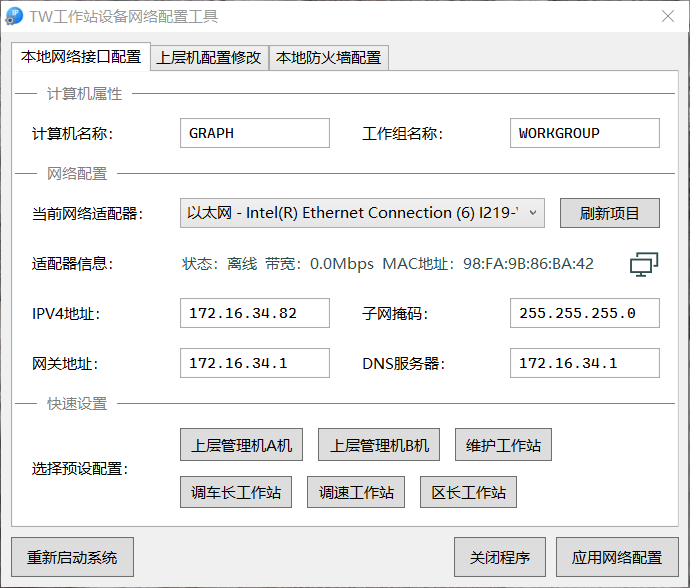 TW工作站设备网络配置工具
本地网络接口配置 上层机配置修改 本地防火墙配置
计算机属性
计算机名称: GRAPH 工作组名称: WORKGROUP
网络配置
当前网络适配器: 以太网 - Intel(R) Ethernet Connection (6) I219- 刷新项目
适配器信息: 状态: 离线 带宽: 0.0Mbps MAC地址: 98:FA:9B:86:BA:42
IPV4地址: 172.16.34.82 子网掩码: 255.255.255.0
网关地址: 172.16.34.1 DNS服务器: 172.16.34.1
快速设置
选择预设配置: 上层管理机A机 上层管理机B机 维护工作站
调车长工作站 调速工作站 区长工作站
重新启动系统 关闭程序 应用网络配置